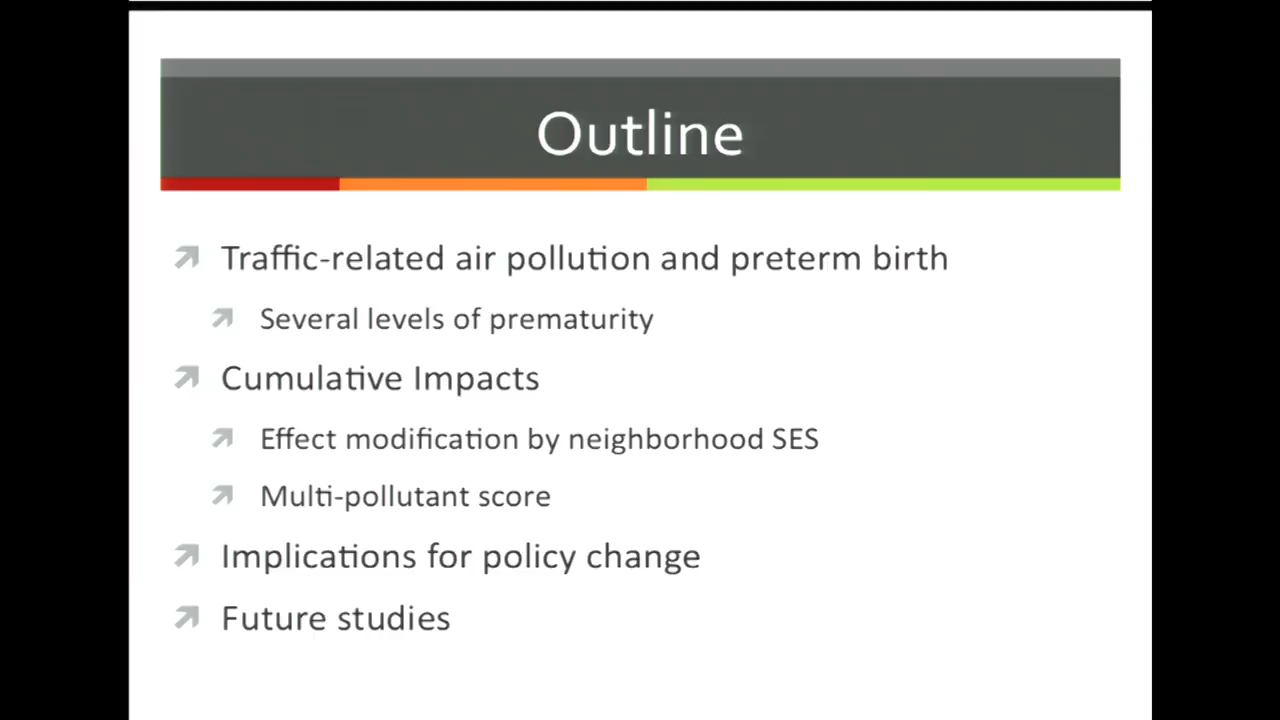 Outline
Traffic-related air pollution and preterm birth
Several levels of prematurity
Cumulative Impacts
Effect modification by neighborhood SES
Multi-pollutant score
Implications for policy change
Future studies